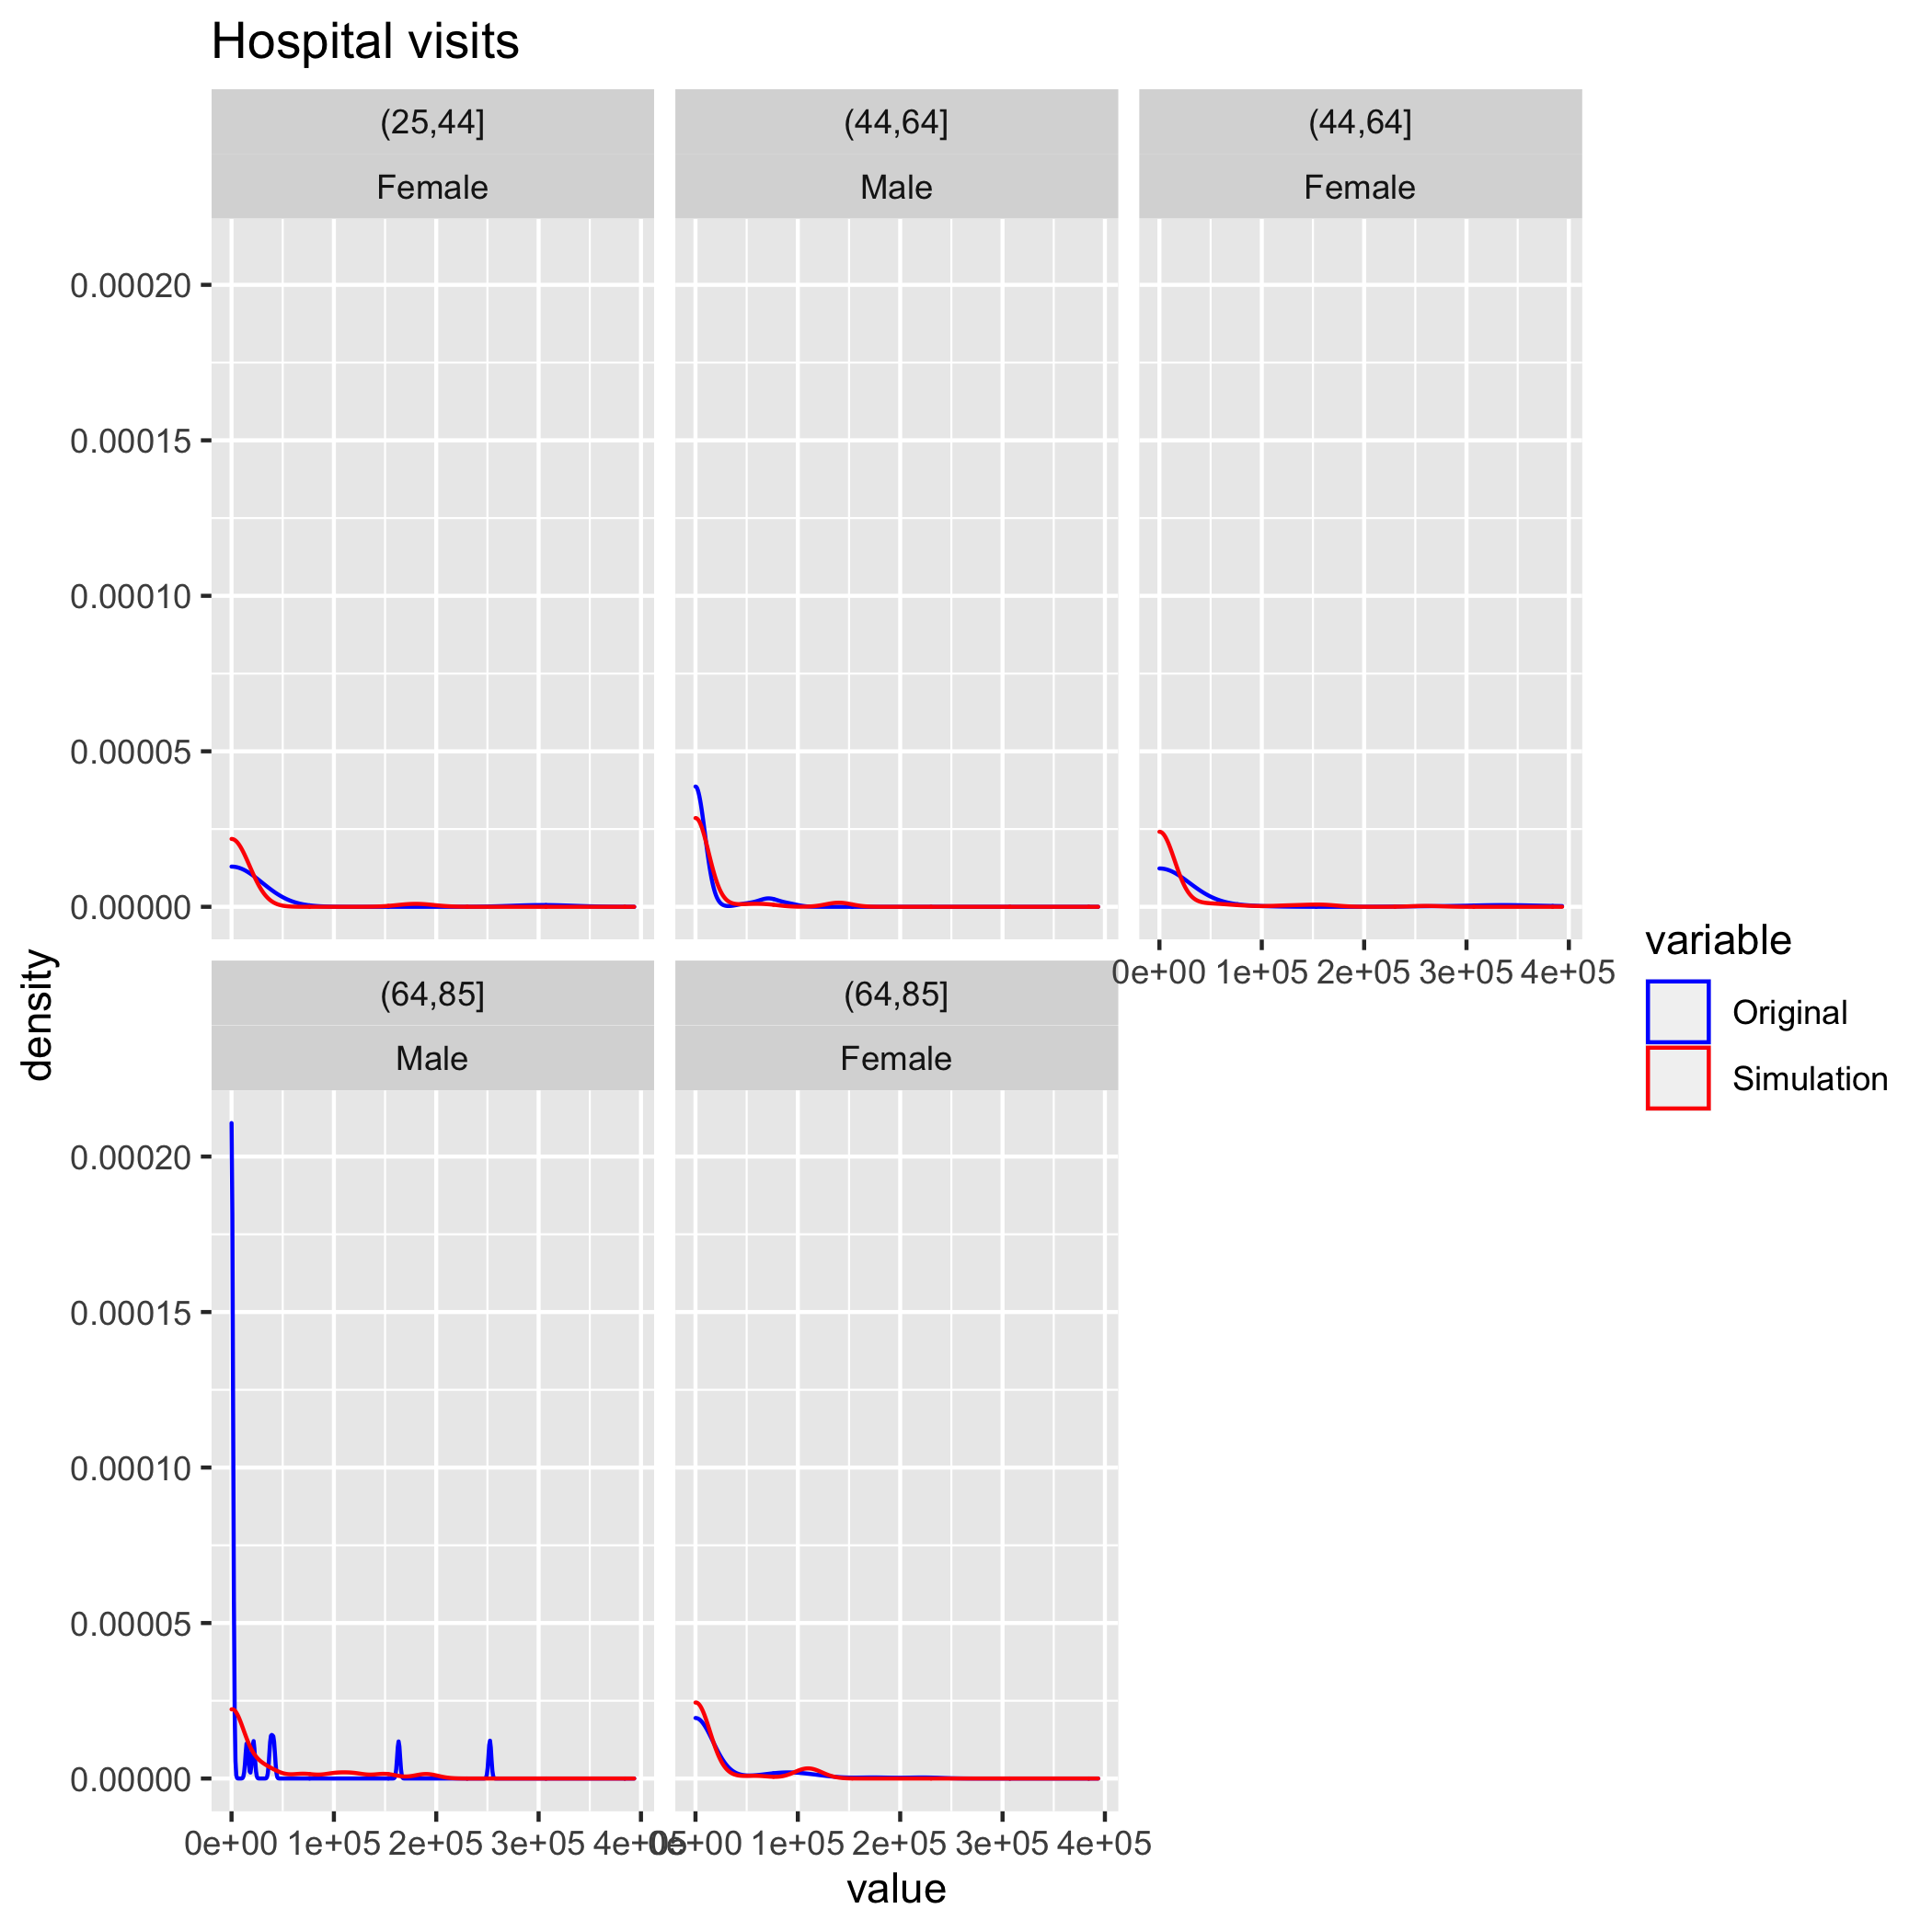 Hospital visits
(25,44]
(44,64]
(44,64]
Female
Male
Female
0.00020
0.00015
0.00010
0.00005
0.00000
0e+00 1e+05 2e+05 3e+05 4e+05
density
variable
Original
Simulation
(64,85]
(64,85]
Male
Female
0.00020
0.00015
0.00010
0.00005
0.00000
0e+00 1e+05 2e+05 3e+05 4e+05
0e+00 1e+05 2e+05 3e+05 4e+05
value